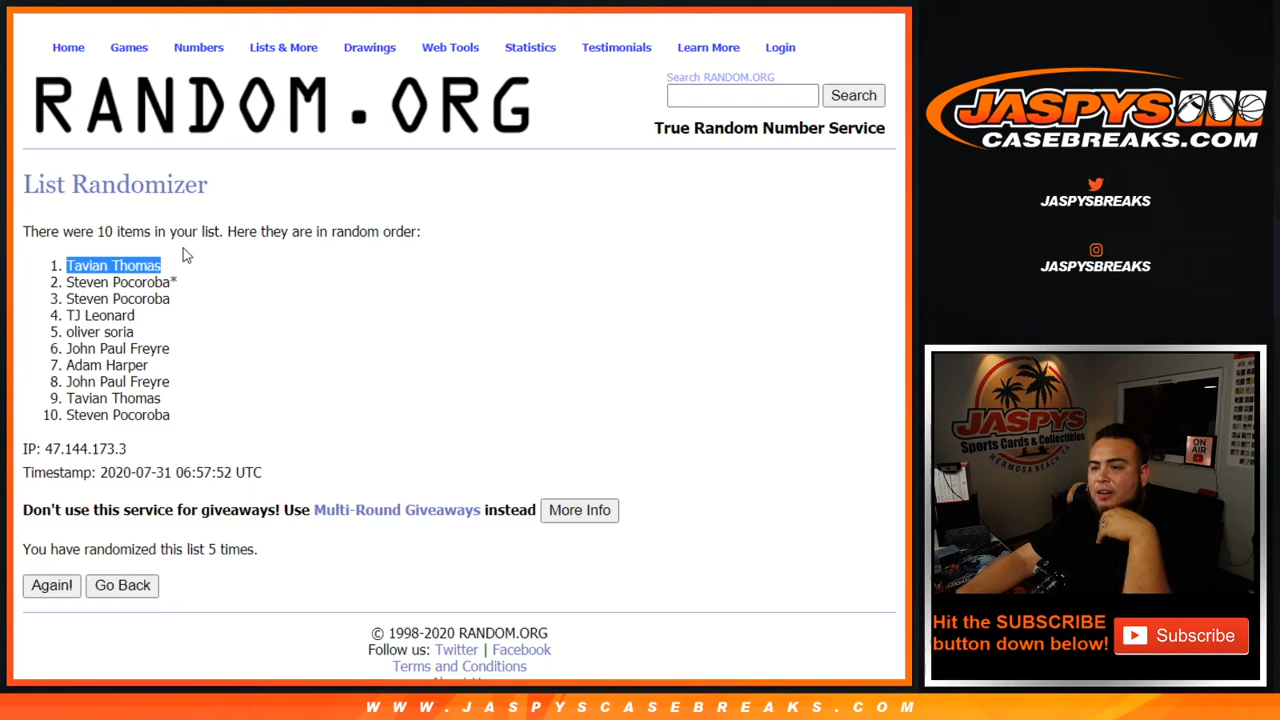 Home Games Numbers Lists & More Drawings Web Tools Statistics Testimonials Learn More Login
RANDOM.ORG
Search RANDOM.ORG
Search
True Random Number Service
List Randomizer
There were 10 items in your list. Here they are in random order:
1. Tavian Thomas
2. Steven Pocoroba*
3. Steven Pocoroba
4. TJ Leonard
5. oliver soria
6. John Paul Freyre
7. Adam Harper
8. John Paul Freyre
9. Tavian Thomas
10. Steven Pocoroba
IP: 47.144.173.3
Timestamp: 2020-07-31 06:57:52 UTC
Don't use this service for giveaways! Use Multi-Round Giveaways instead More Info
You have randomized this list 5 times.
Again! Go Back
© 1998-2020 RANDOM.ORG
Follow us: Twitter | Facebook
Terms and Conditions
JASPYS
CASEBREAKS.COM
JASPYSBREAKS
JASPYSBREAKS
JASPYS
Sports Cards & Collectibles
HERMOSA BEACH, CA
ON
AIR
Hit the SUBSCRIBE
button down below!
Subscribe
WWW.JASPYSCASEBREAKS.COM